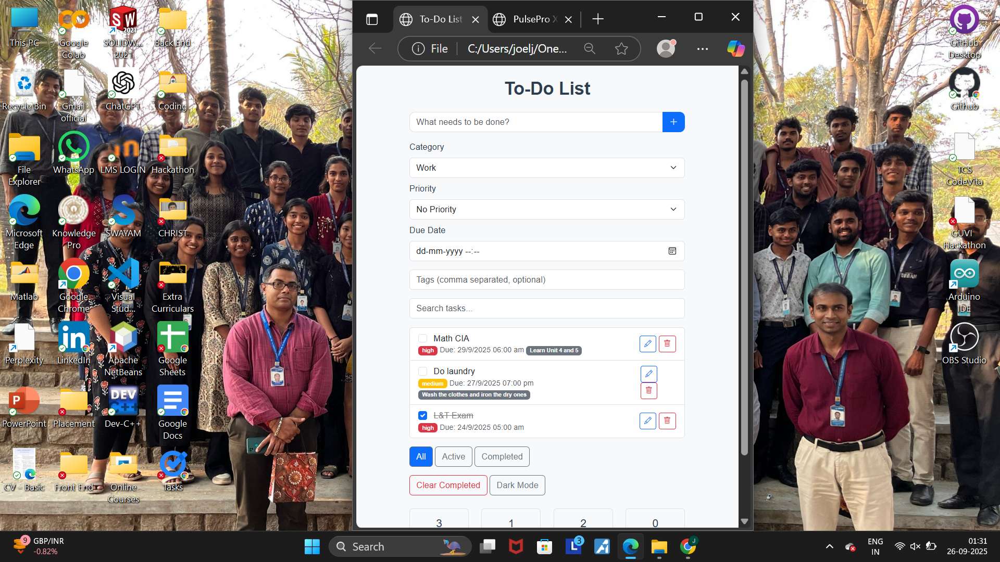 This PC
Google
Colab
SW
2021
SOLIDW...
2021
Back End
Recycle Bin
Gmail
official
ChatGPT
Coding
File
Explorer
WhatsApp
LMS LOGIN
Hackathon
Microsoft
Edge
Knowledge
Pro
SWAYAM
CHRIST
Matlab
Google
Chrome
Visual
Stud...
Extra
Curriculars
Perplexity
LinkedIn
Apache
NetBeans
Google
Sheets
PowerPoint
Placement
DEV
C++
Dev-C++
Google
Docs
CV - Basic
Front End
Online
Courses
Tasks
To-Do List
PulsePro X
File
C:/Users/joelj/One...
To-Do List
What needs to be done?
+
Category
Work
Priority
No Priority
Due Date
dd-mm-yyyy --:--
Tags (comma separated, optional)
Search tasks...
Math CIA
high Due: 29/9/2025 06:00 am Learn Unit 4 and 5
Do laundry
medium Due: 27/9/2025 07:00 pm
Wash the clothes and iron the dry ones
L&T Exam
high Due: 24/9/2025 05:00 am
All Active Completed
Clear Completed Dark Mode
3 1 2 0
GitHub
Desktop
Github
TCS
CodeVita
GUVI
Hackathon
Arduino
IDE
OBS Studio
URBAN
9
GBP/INR
-0.82%
Search
L
3
J
ENG
IN
01:31
26-09-2025